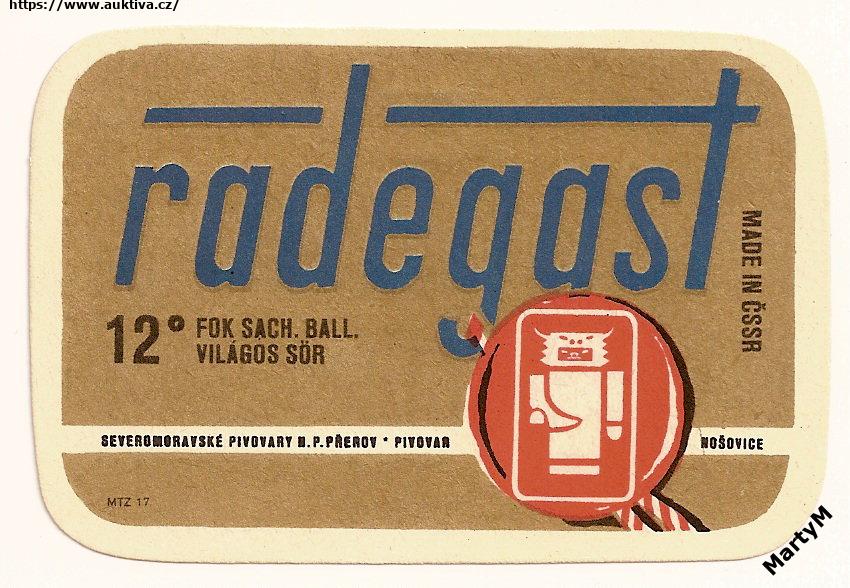 https://www.auktiva.cz/
radegast
MADE IN ČSSR
12° FOK SACH. BALL.
VILÁGOS SÖR
SEVEROMORAVSKÉ PIVOVARY N.P. PŘEROV * PIVOVAR NOŠOVICE
MTZ 17
MartyM